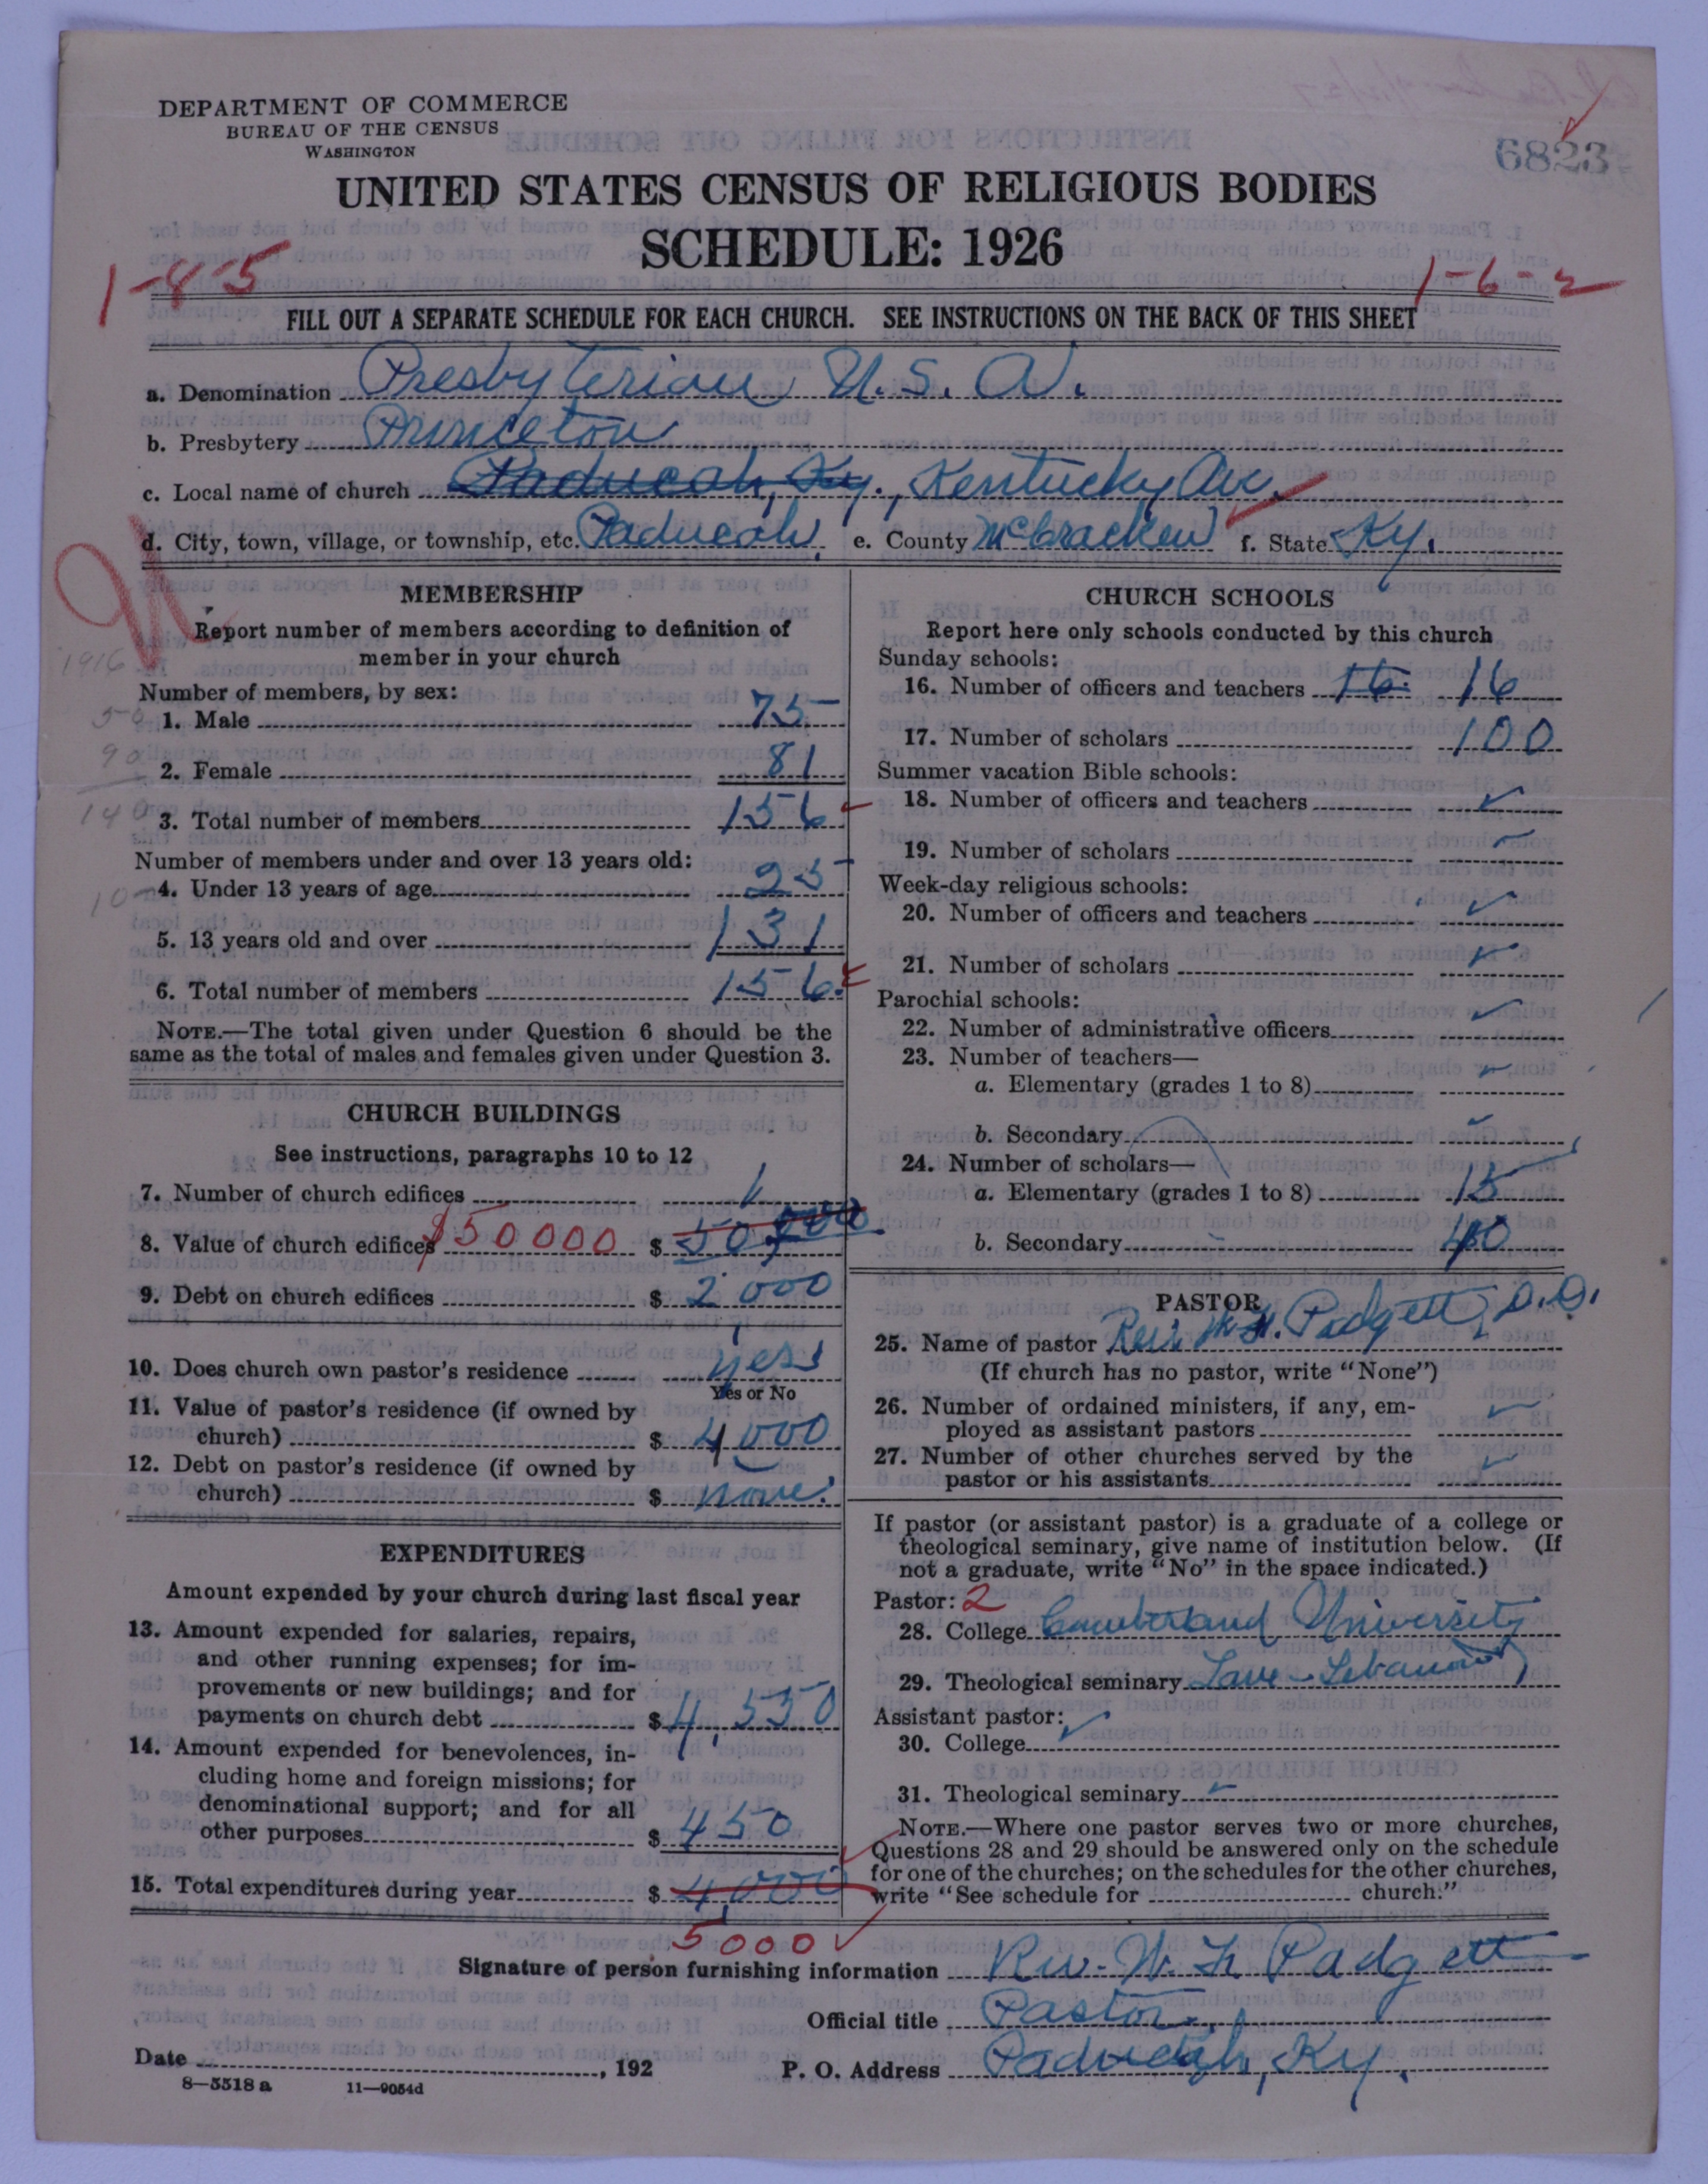 DEPARTMENT OF COMMERCE
BUREAU OF THE CENSUS
WASHINGTON
6823
UNITED STATES CENSUS OF RELIGIOUS BODIES
SCHEDULE: 1926
1-8-5
1-6-2
FILL OUT A SEPARATE SCHEDULE FOR EACH CHURCH. SEE INSTRUCTIONS ON THE BACK OF THIS SHEET
a. Denomination Presbyterian U.S.A.
b. Presbytery Princeton
c. Local name of church Paducah, Ky., Kentucky Ave.
d. City, town, village, or township, etc. Paducah, e. County McCracken f. State Ky.
MEMBERSHIP
Report number of members according to definition of
member in your church
1916
Number of members, by sex:
50 1. Male 75
90 2. Female 81
140 3. Total number of members 156
Number of members under and over 13 years old:
10 4. Under 13 years of age 25
5. 13 years old and over 131
6. Total number of members 156
NOTE.—The total given under Question 6 should be the
same as the total of males and females given under Question 3.
CHURCH BUILDINGS
See instructions, paragraphs 10 to 12
7. Number of church edifices 1
8. Value of church edifices $50000 $ 50,000
9. Debt on church edifices $ 2,000
10. Does church own pastor's residence yes
Yes or No
11. Value of pastor's residence (if owned by
church) $ 4000
12. Debt on pastor's residence (if owned by
church) $ none.
EXPENDITURES
Amount expended by your church during last fiscal year
13. Amount expended for salaries, repairs,
and other running expenses; for im-
provements or new buildings; and for
payments on church debt $ 4,550
14. Amount expended for benevolences, in-
cluding home and foreign missions; for
denominational support; and for all
other purposes $ 450
15. Total expenditures during year $ 4,000
5000
CHURCH SCHOOLS
Report here only schools conducted by this church
Sunday schools:
16. Number of officers and teachers 16 16
17. Number of scholars 100
Summer vacation Bible schools:
18. Number of officers and teachers
19. Number of scholars
Week-day religious schools:
20. Number of officers and teachers
21. Number of scholars
Parochial schools:
22. Number of administrative officers
23. Number of teachers—
a. Elementary (grades 1 to 8)
b. Secondary
24. Number of scholars—
a. Elementary (grades 1 to 8) 15
b. Secondary 40
PASTOR
25. Name of pastor Rev. Padgett, D.D.
(If church has no pastor, write "None")
26. Number of ordained ministers, if any, em-
ployed as assistant pastors
27. Number of other churches served by the
pastor or his assistants
If pastor (or assistant pastor) is a graduate of a college or
theological seminary, give name of institution below. (If
not a graduate, write "No" in the space indicated.)
Pastor: 2
28. College Cumberland University
29. Theological seminary Lebanon
Assistant pastor:
30. College
31. Theological seminary
NOTE.—Where one pastor serves two or more churches,
Questions 28 and 29 should be answered only on the schedule
for one of the churches; on the schedules for the other churches,
write "See schedule for church."
Signature of person furnishing information Rev. Padgett
Official title Pastor.
Date , 192 P. O. Address Paducah, Ky.
8—5518 a 11—9054d